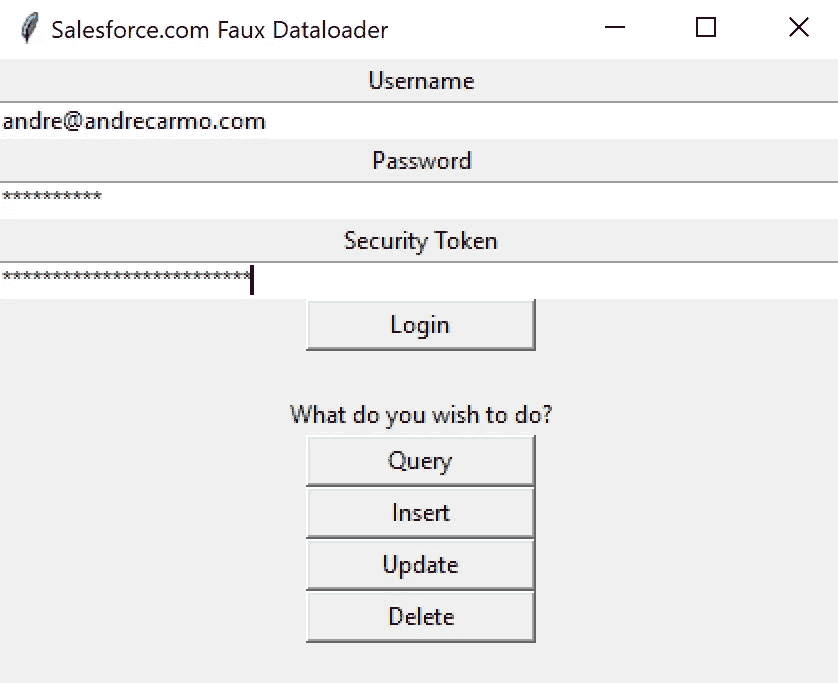 Salesforce.com Faux Dataloader
Username
andre@andrecarmo.com
Password
**********
Security Token
*************************
Login
What do you wish to do?
Query
Insert
Update
Delete